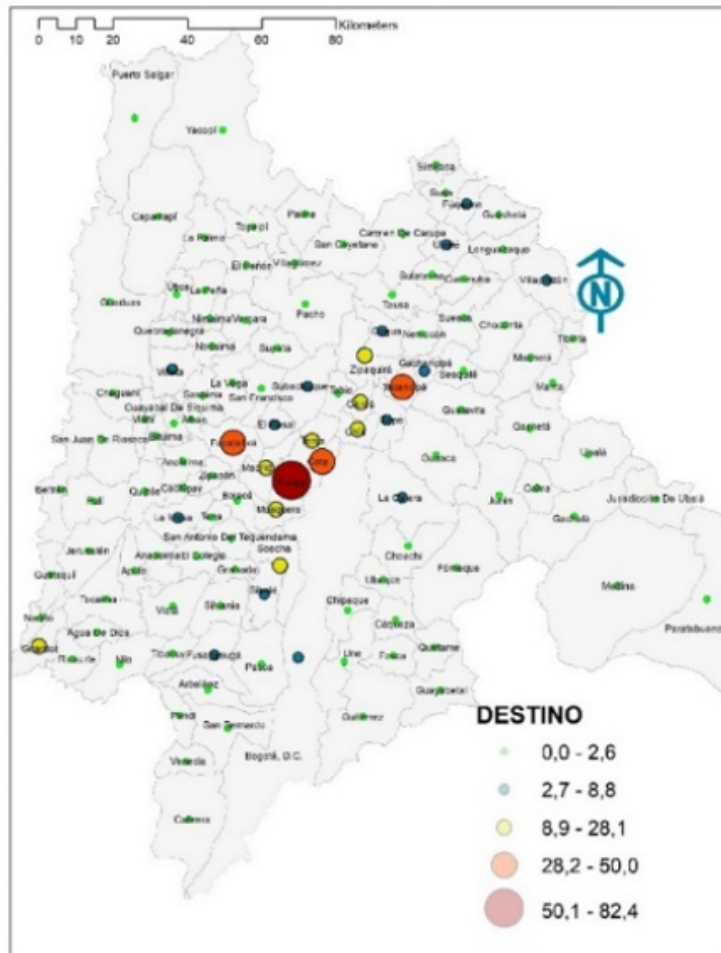 Kilometers
0 10 20 40 60 80
Puerto Salgar
Yacopí
Simijaca
Susa
Fúquene
Guachetá
Caparrapí
Paime
Topaipí
La Palma
San Cayetano
Carmen De Carupa
Ubaté
Lenguazaque
El Peñón
Villagómez
Sutatausa
Cucunubá
Villapinzón
Guaduas
Útica
La Peña
Pacho
Tausa
Nimaima
Vergara
Suesca
Chocontá
Quebradanegra
Cogua
Nemocón
Tibirita
Nocaima
Supatá
Zipaquirá
Gachancipá
Machetá
Villeta
Sesquilé
Manta
La Vega
Subachoque
Tocancipá
Chaguaní
Sasaima
San Francisco
Tabio
Cajicá
Guayabal De Síquima
Guatavita
Vianí
Albán
El Rosal
Chía
Sopó
Gachetá
San Juan De Rioseco
Bituima
Facatativá
Tenjo
Guasca
Ubalá
Anolaima
Madrid
Cota
Beltrán
Pulí
Quipile
Cachipay
Zipacón
Funza
La Calera
Junín
Gama
Jurisdicción De Ubalá
Bojacá
Mosquera
La Mesa
Tena
Gachalá
San Antonio Del Tequendama
Jerusalén
Anapoima
El Colegio
Soacha
Choachí
Guataquí
Apulo
Granada
Ubaque
Fómeque
Medina
Tocaima
Viotá
Silvania
Sibaté
Chipaque
Paratebueno
Nariño
Cáqueza
Agua De Dios
Girardot
Ricaurte
Nilo
Tibacuy
Fusagasugá
Pasca
Une
Fosca
Quetame
Arbeláez
Guayabetal
Pandi
San Bernardo
Gutiérrez
Venecia
Bogotá, D.C.
Cabrera
N
DESTINO
0,0 - 2,6
2,7 - 8,8
8,9 - 28,1
28,2 - 50,0
50,1 - 82,4